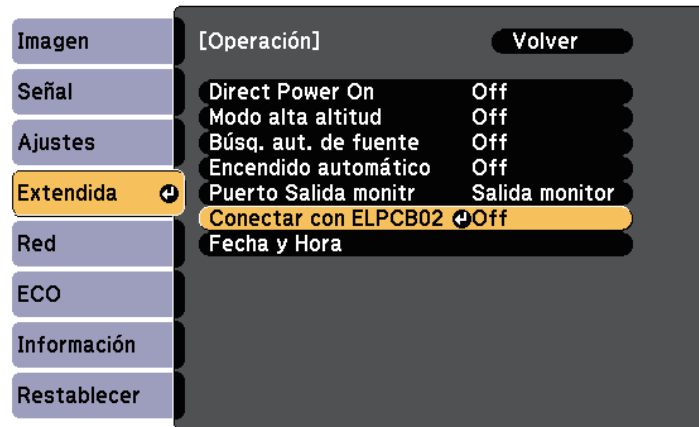 Imagen
Señal
Ajustes
Extendida
Red
ECO
Información
Restablecer
[Operación] Volver
Direct Power On Off
Modo alta altitud Off
Búsq. aut. de fuente Off
Encendido automático Off
Puerto Salida monitr Salida monitor
Conectar con ELPCB02 Off
Fecha y Hora